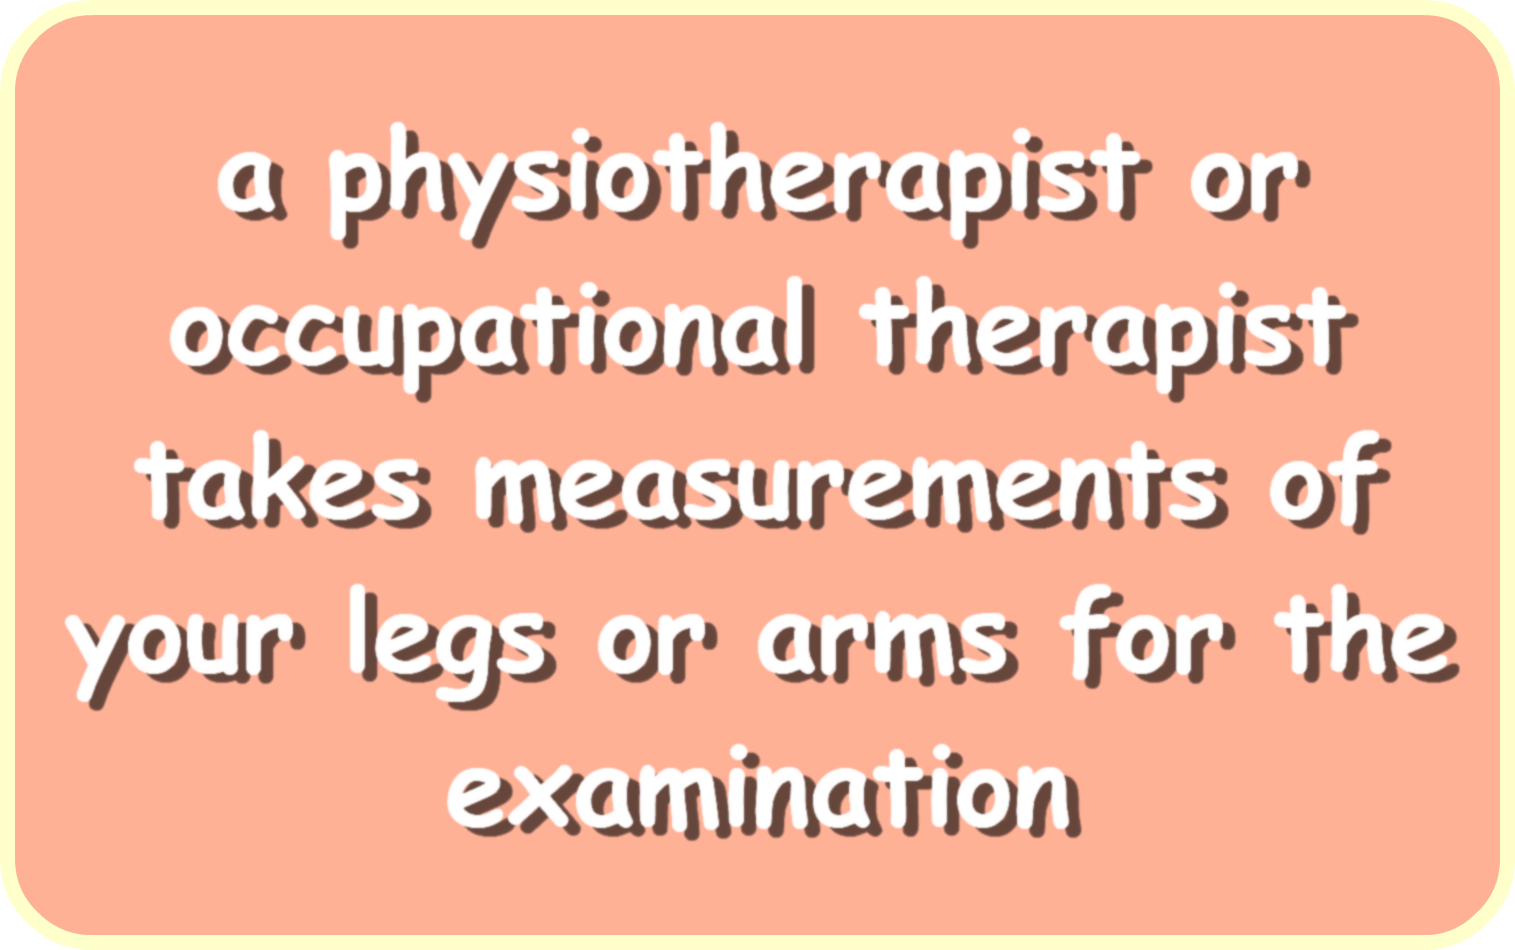 a physiotherapist or
occupational therapist
takes measurements of
your legs or arms for the
examination